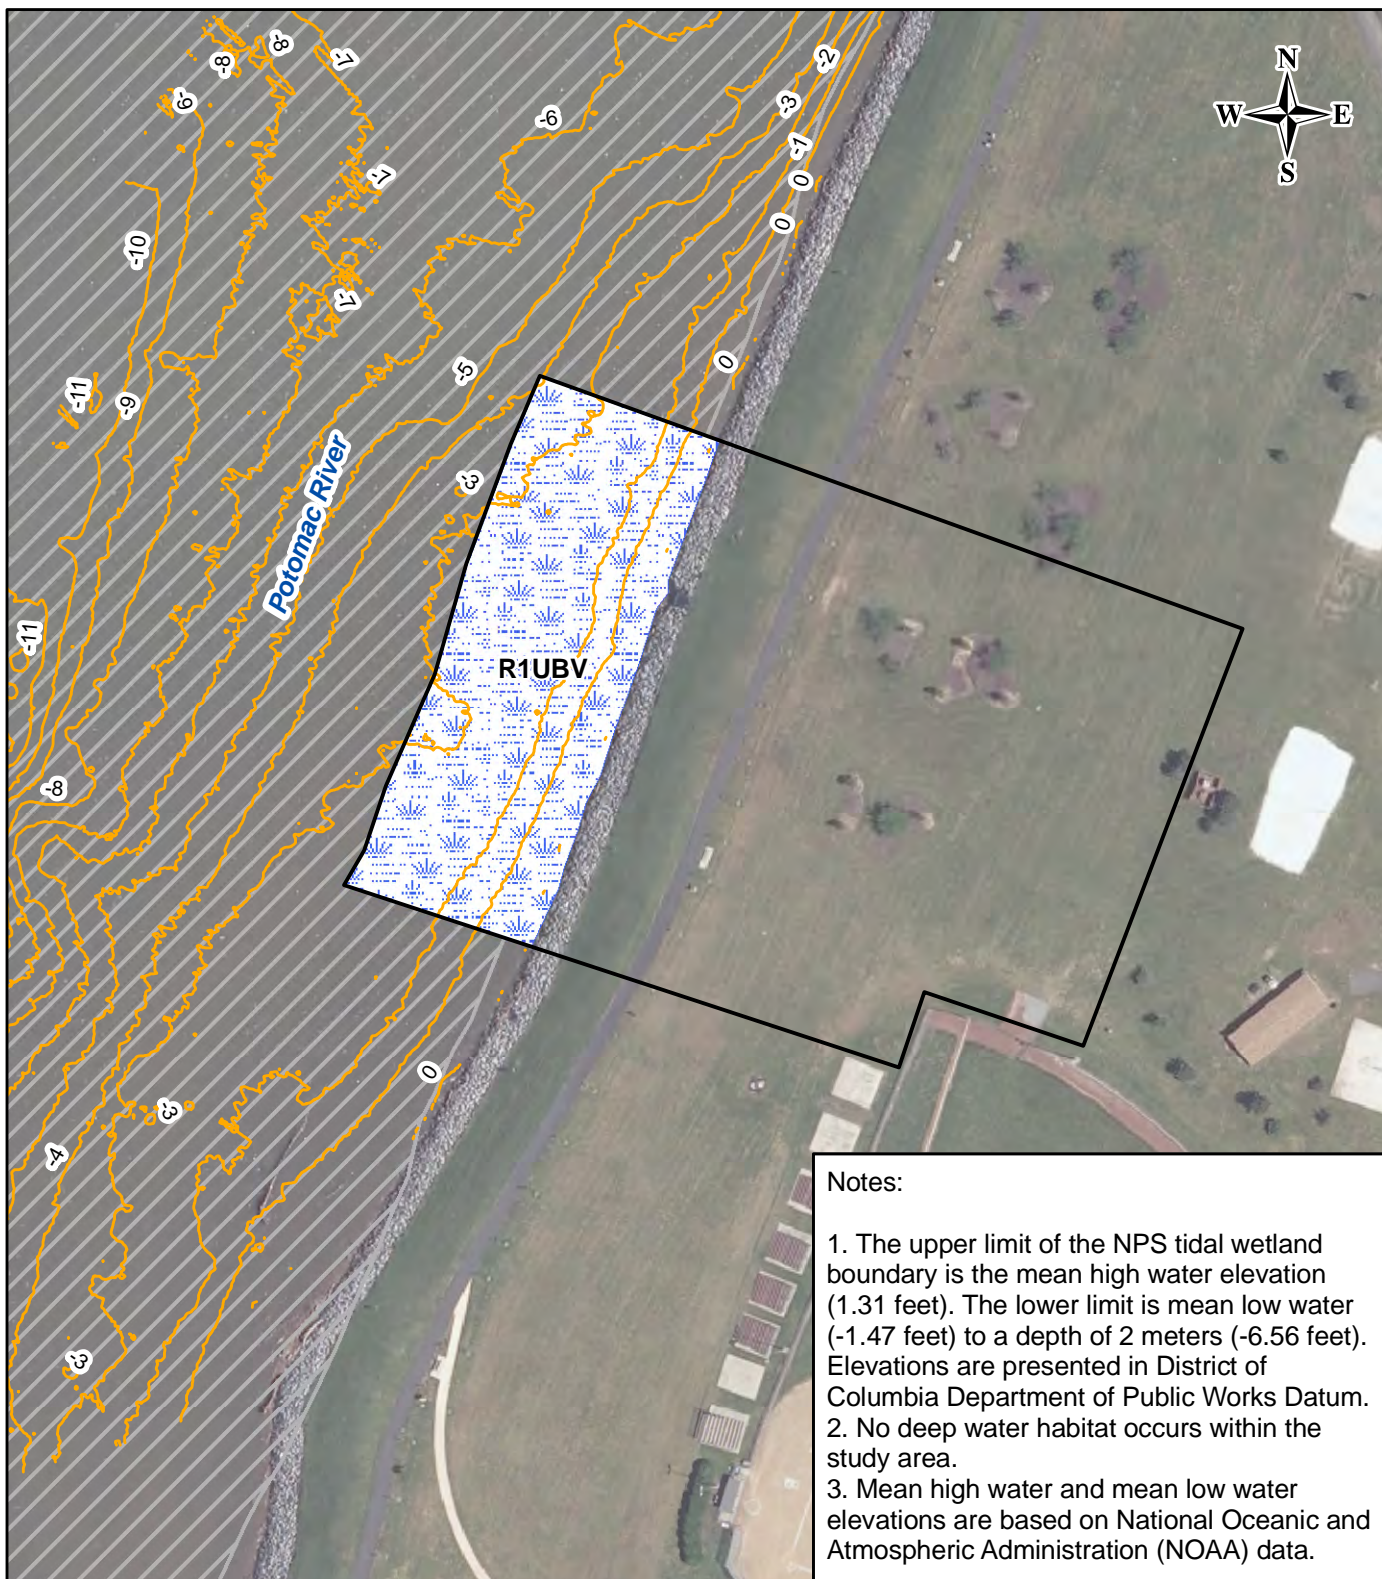 -8
-8
-7
-2
-9
-6
-3
-1
-7
0
0
-10
-7
N
W
E
S
-5
0
-11
-9
-3
Potomac River
-11
R1UBV
-8
0
-3
-4
-3
Notes:
1. The upper limit of the NPS tidal wetland
boundary is the mean high water elevation
(1.31 feet). The lower limit is mean low water
(-1.47 feet) to a depth of 2 meters (-6.56 feet).
Elevations are presented in District of
Columbia Department of Public Works Datum.
2. No deep water habitat occurs within the
study area.
3. Mean high water and mean low water
elevations are based on National Oceanic and
Atmospheric Administration (NOAA) data.